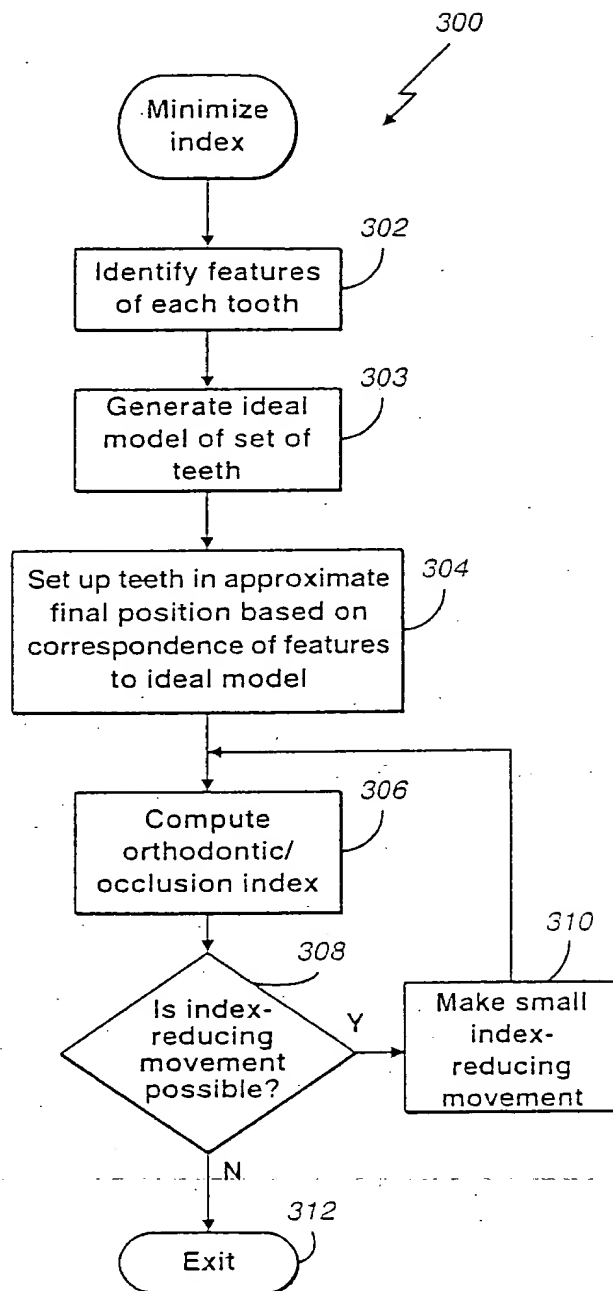 300
Minimize
index
302
Identify features
of each tooth
303
Generate ideal
model of set of
teeth
304
Set up teeth in approximate
final position based on
correspondence of features
to ideal model
306
Compute
orthodontic/
occlusion index
308
Is index-
reducing
movement
possible?
Y
310
Make small
index-
reducing
movement
N
312
Exit